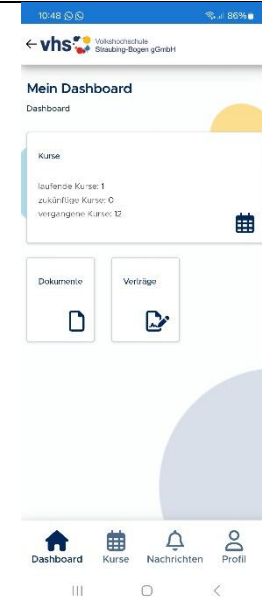 10:48
86%
vhs
Volkshochschule
Straubing-Bogen gGmbH
Mein Dashboard
Dashboard
Kurse
laufende Kurse: 1
zukünftige Kurse: 0
vergangene Kurse: 12
Dokumente
Verträge
Dashboard
Kurse
Nachrichten
Profil